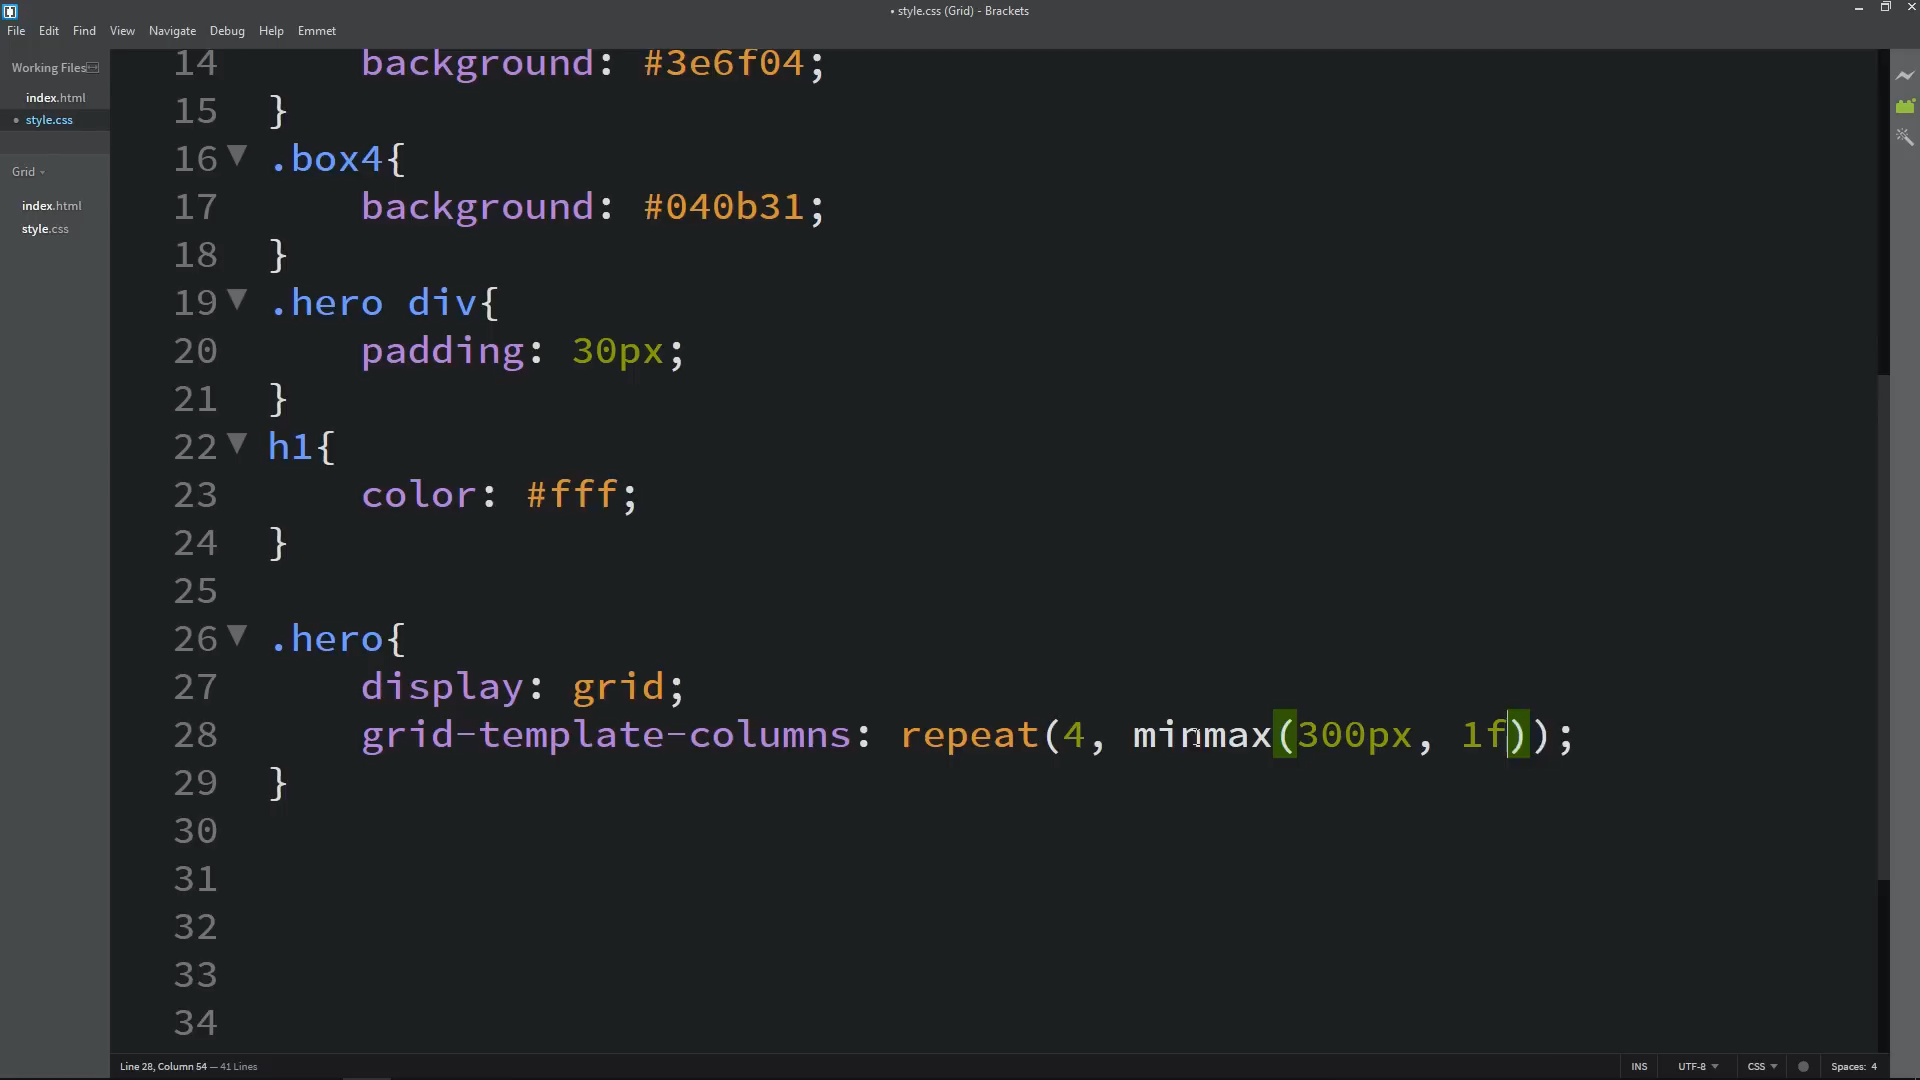 • style.css (Grid) - Brackets
File Edit Find View Navigate Debug Help Emmet
Working Files
index.html
• style.css
Grid
index.html
style.css
14 background: #3e6f04;
15 }
16 .box4{
17 background: #040b31;
18 }
19 .hero div{
20 padding: 30px;
21 }
22 h1{
23 color: #fff;
24 }
25
26 .hero{
27 display: grid;
28 grid-template-columns: repeat(4, minmax(300px, 1f));
29 }
30
31
32
33
34
Line 28, Column 54 — 41 Lines
INS UTF-8 CSS Spaces: 4